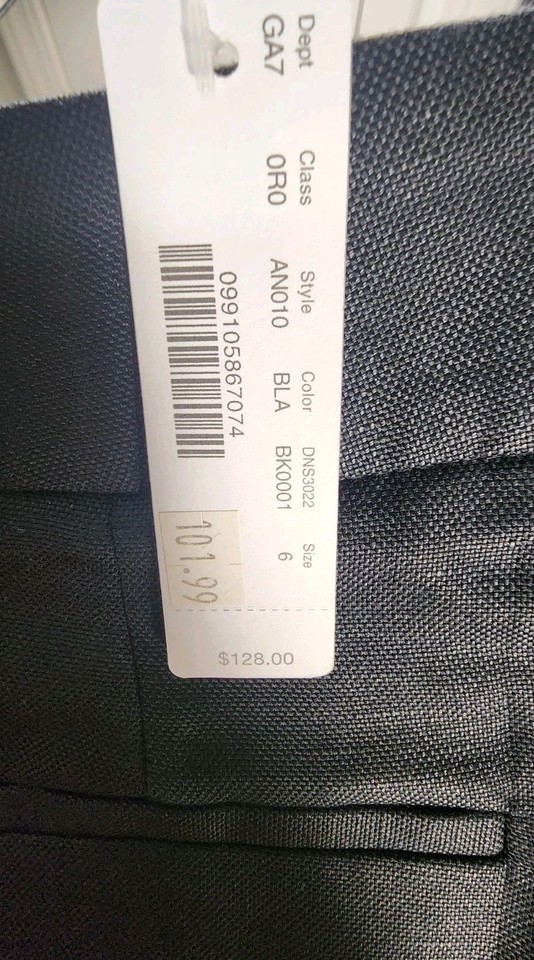 Dept Class Style Color DNS3022 Size
GA7 0R0 AN010 BLA BK0001 6
099105867074
101.99
$128.00